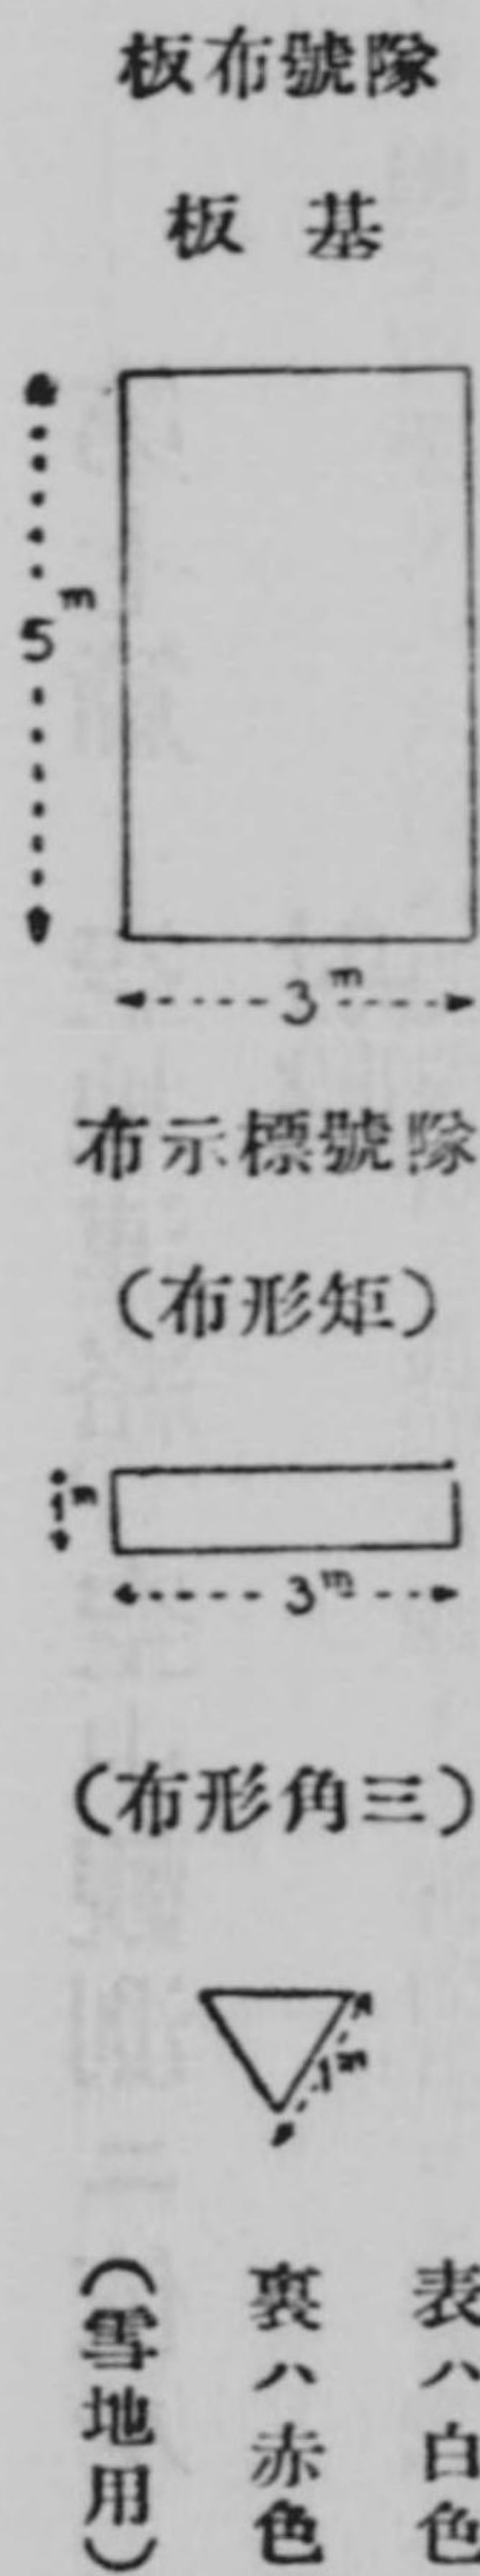 隊號布板
基板
5m
3m
隊號標示布
（矩形布）
1m
3m
（三角形布）
1m
表ハ白色
裏ハ赤色
（雪地用）